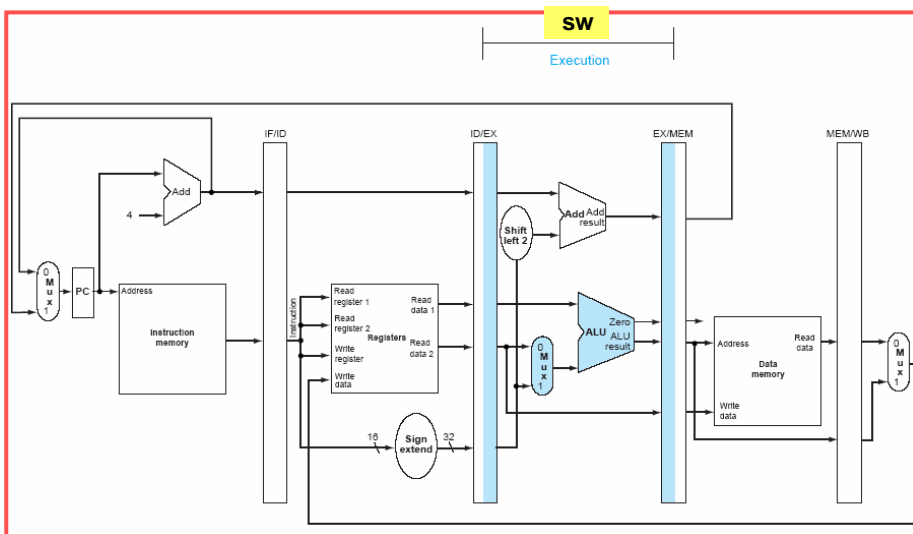 SW
Execution
IF/ID
ID/EX
EX/MEM
MEM/WB
Add
4
Add
Add
result
Shift
left 2
0
M
u
x
1
PC
Address
Instruction
memory
Instruction
Read
register 1
Read
register 2
Write
register
Write
data
Registers
Read
data 1
Read
data 2
0
M
u
x
1
ALU
Zero
ALU
result
Address
Write
data
Data
memory
Read
data
0
M
u
x
1
16
Sign
extend
32